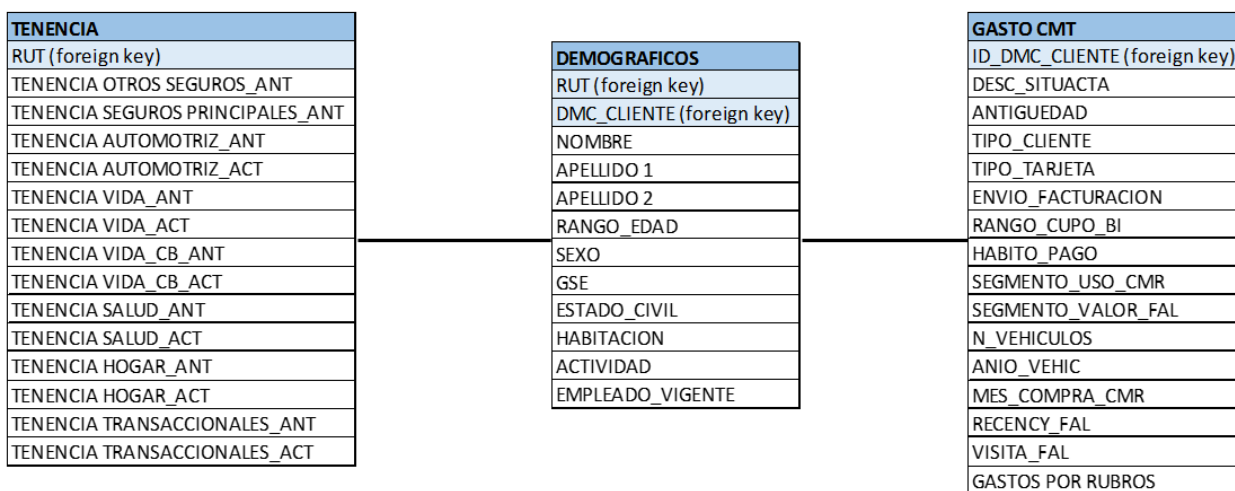 TENENCIA
RUT (foreign key)
TENENCIA OTROS SEGUROS_ANT
TENENCIA SEGUROS PRINCIPALES_ANT
TENENCIA AUTOMOTRIZ_ANT
TENENCIA AUTOMOTRIZ_ACT
TENENCIA VIDA_ANT
TENENCIA VIDA_ACT
TENENCIA VIDA_CB_ANT
TENENCIA VIDA_CB_ACT
TENENCIA SALUD_ANT
TENENCIA SALUD_ACT
TENENCIA HOGAR_ANT
TENENCIA HOGAR_ACT
TENENCIA TRANSACCIONALES_ANT
TENENCIA TRANSACCIONALES_ACT
DEMOGRAFICOS
RUT (foreign key)
DMC_CLIENTE (foreign key)
NOMBRE
APELLIDO 1
APELLIDO 2
RANGO_EDAD
SEXO
GSE
ESTADO_CIVIL
HABITACION
ACTIVIDAD
EMPLEADO_VIGENTE
GASTO CMT
ID_DMC_CLIENTE (foreign key)
DESC_SITUACTA
ANTIGUEDAD
TIPO_CLIENTE
TIPO_TARJETA
ENVIO_FACTURACION
RANGO_CUPO_BI
HABITO_PAGO
SEGMENTO_USO_CMR
SEGMENTO_VALOR_FAL
N_VEHICULOS
ANIO_VEHIC
MES_COMPRA_CMR
RECENCY_FAL
VISITA_FAL
GASTOS POR RUBROS